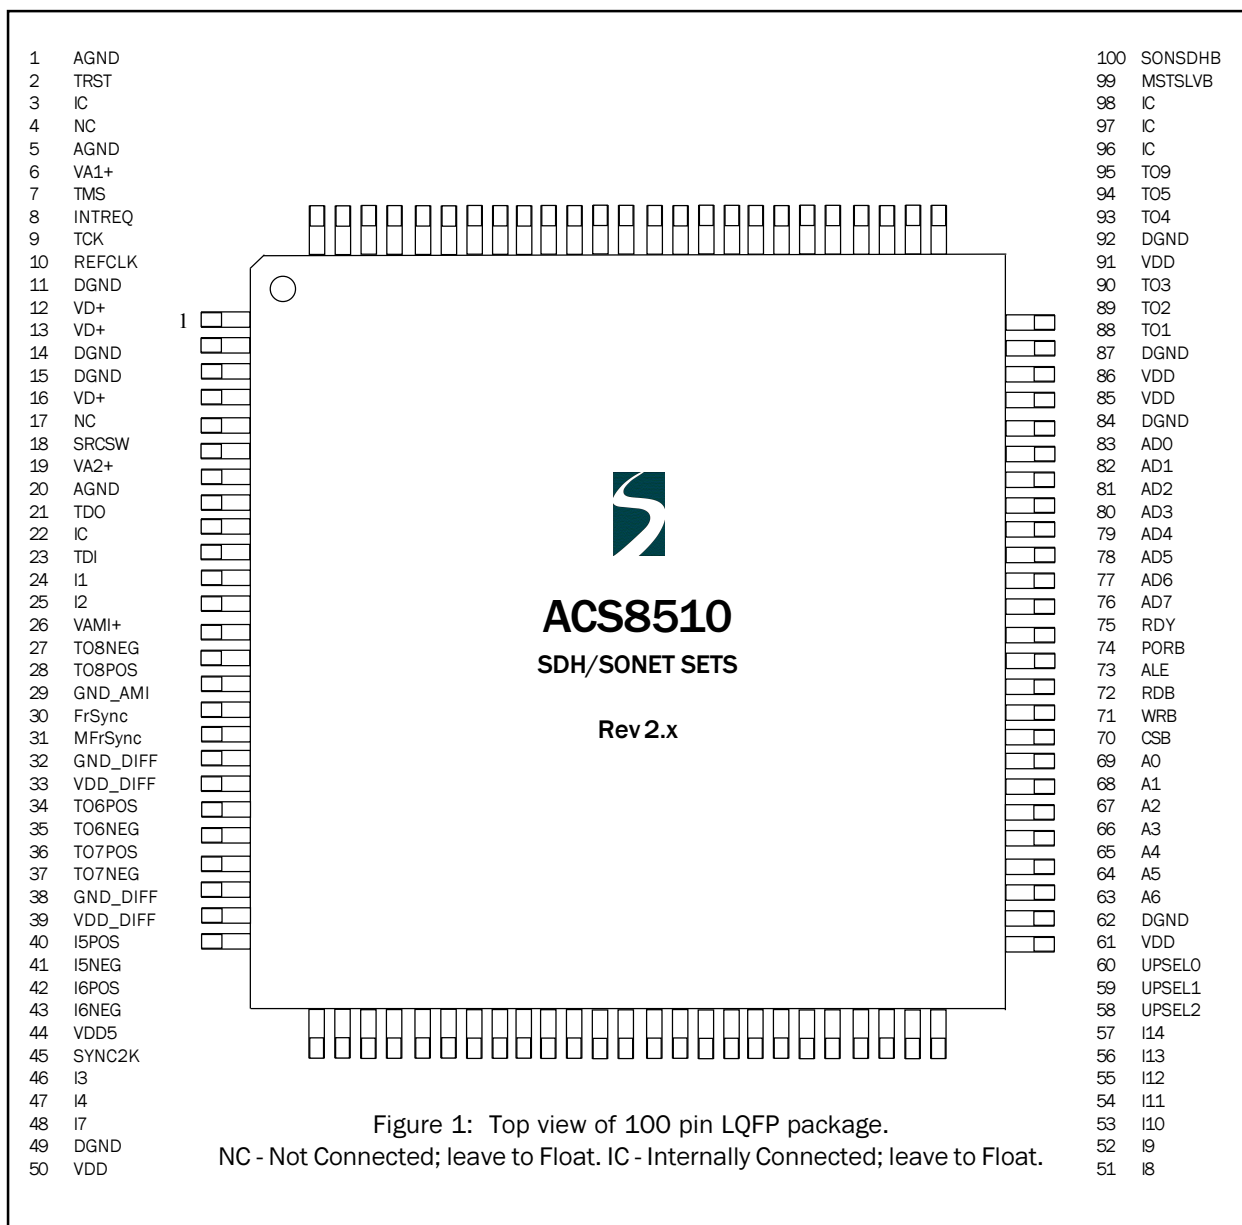 1 AGND
2 TRST
3 IC
4 NC
5 AGND
6 VA1+
7 TMS
8 INTREQ
9 TCK
10 REFCLK
11 DGND
12 VD+
13 VD+
14 DGND
15 DGND
16 VD+
17 NC
18 SRCSW
19 VA2+
20 AGND
21 TDO
22 IC
23 TDI
24 I1
25 I2
26 VAMI+
27 TO8NEG
28 TO8POS
29 GND_AMI
30 FrSync
31 MFrSync
32 GND_DIFF
33 VDD_DIFF
34 TO6POS
35 TO6NEG
36 TO7POS
37 TO7NEG
38 GND_DIFF
39 VDD_DIFF
40 I5POS
41 I5NEG
42 I6POS
43 I6NEG
44 VDD5
45 SYNC2K
46 I3
47 I4
48 I7
49 DGND
50 VDD
1
ACS8510
SDH/SONET SETS
Rev 2.x
100 SONSDHB
99 MSTSLVB
98 IC
97 IC
96 IC
95 TO9
94 TO5
93 TO4
92 DGND
91 VDD
90 TO3
89 TO2
88 TO1
87 DGND
86 VDD
85 VDD
84 DGND
83 AD0
82 AD1
81 AD2
80 AD3
79 AD4
78 AD5
77 AD6
76 AD7
75 RDY
74 PORB
73 ALE
72 RDB
71 WRB
70 CSB
69 A0
68 A1
67 A2
66 A3
65 A4
64 A5
63 A6
62 DGND
61 VDD
60 UPSEL0
59 UPSEL1
58 UPSEL2
57 I14
56 I13
55 I12
54 I11
53 I10
52 I9
51 I8
Figure 1: Top view of 100 pin LQFP package.
NC - Not Connected; leave to Float. IC - Internally Connected; leave to Float.